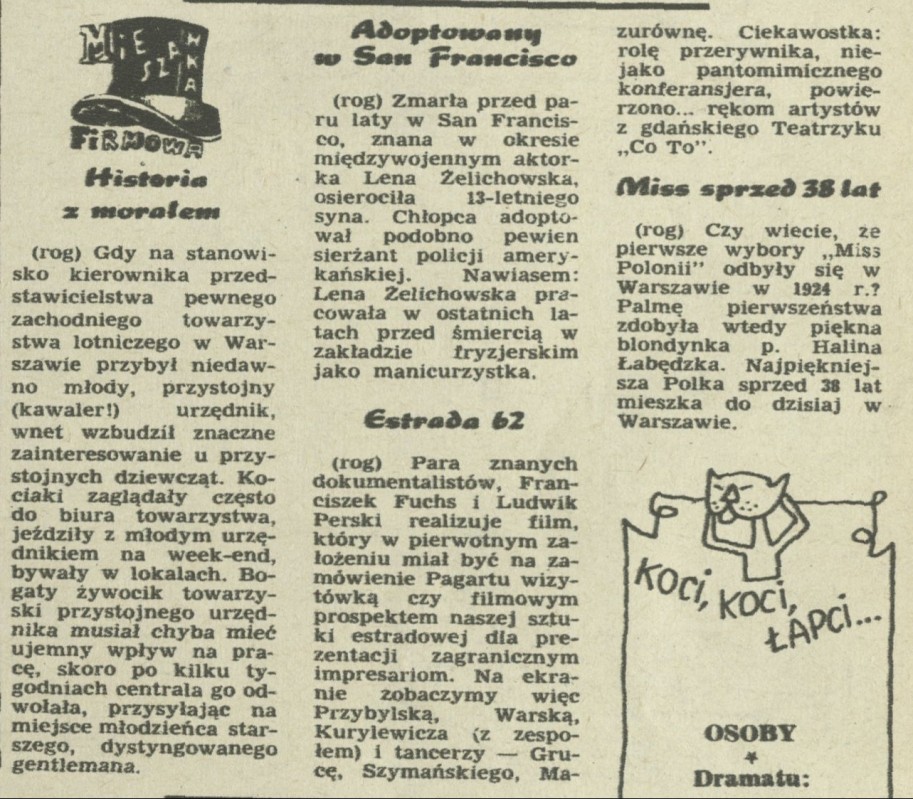 MiESZANKA
FiRMOWA
Historia
z morałem
(rog) Gdy na stanowi-
sko kierownika przed-
stawicielstwa pewnego
zachodniego towarzy-
stwa lotniczego w War-
szawie przybył niedaw-
no młody, przystojny
(kawaler!) urzędnik,
wnet wzbudził znaczne
zainteresowanie u przy-
stojnych dziewcząt. Ko-
ciaki zaglądały często
do biura towarzystwa,
jeździły z młodym urzę-
dnikiem na week-end,
bywały w lokalach. Bo-
gaty żywocik towarzy-
ski przystojnego urzęd-
nika musiał chyba mieć
ujemny wpływ na pra-
cę, skoro po kilku ty-
godniach centrala go od-
wołała, przysyłając na
miejsce młodzieńca star-
szego, dystyngowanego
gentlemana.
Adoptowany
w San Francisco
(rog) Zmarła przed pa-
ru laty w San Francis-
co, znana w okresie
międzywojennym aktor-
ka Lena Żelichowska,
osierociła 13-letniego
syna. Chłopca adopto-
wał podobno pewien
sierżant policji amery-
kańskiej. Nawiasem:
Lena Żelichowska pra-
cowała w ostatnich la-
tach przed śmiercią w
zakładzie fryzjerskim
jako manicurzystka.
Estrada 62
(rog) Para znanych
dokumentalistów, Fran-
ciszek Fuchs i Ludwik
Perski realizuje film,
który w pierwotnym za-
łożeniu miał być na za-
mówienie Pagartu wizy-
tówką czy filmowym
prospektem naszej sztu-
ki estradowej dla pre-
zentacji zagranicznym
impresariom. Na ekra-
nie zobaczymy więc
Przybylską, Warską,
Kurylewicza (z zespo-
łem) i tancerzy — Gru-
cę, Szymańskiego, Ma-
zurównę. Ciekawostka:
rolę przerywnika, nie-
jako pantomimicznego
konferansjera, powie-
rzono... rękom artystów
z gdańskiego Teatrzyku
„Co To”.
Miss sprzed 38 lat
(rog) Czy wiecie, że
pierwsze wybory „Miss
Polonii” odbyły się w
Warszawie w 1924 r.?
Palmę pierwszeństwa
zdobyła wtedy piękna
blondynka p. Halina
Łabędzka. Najpiękniej-
sza Polka sprzed 38 lat
mieszka do dzisiaj w
Warszawie.
KOCI,
KOCI,
ŁAPCI...
OSOBY
*
Dramatu: